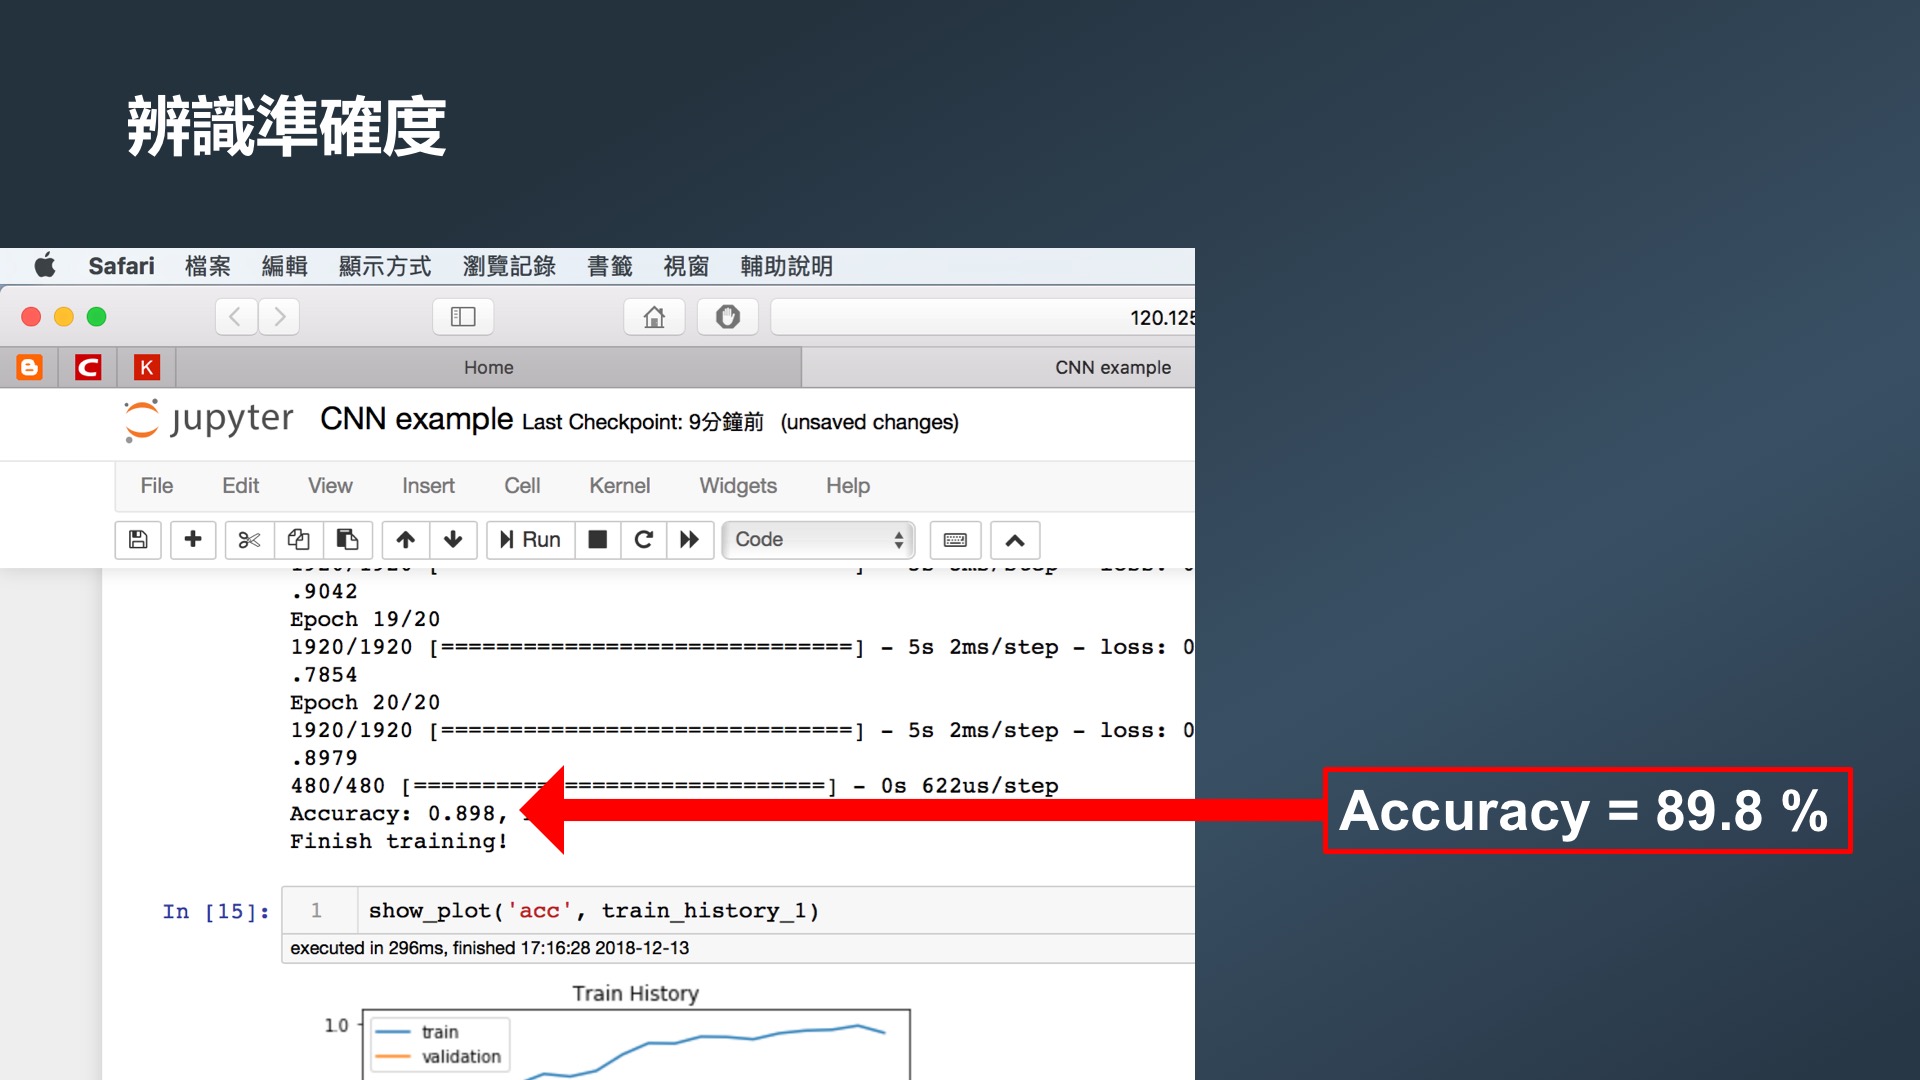 辨識準確度
Safari 檔案 編輯 顯示方式 瀏覽記錄 書籤 視窗 輔助說明
120.125
K Home CNN example
jupyter CNN example Last Checkpoint: 9分鐘前 (unsaved changes)
File Edit View Insert Cell Kernel Widgets Help
Run Code
.9042
Epoch 19/20
1920/1920 [==============================] - 5s 2ms/step - loss: 0
.7854
Epoch 20/20
1920/1920 [==============================] - 5s 2ms/step - loss: 0
.8979
480/480 [==============================] - 0s 622us/step
Accuracy: 0.898,
Accuracy = 89.8 %
Finish training!
In [15]: 1 show_plot('acc', train_history_1)
executed in 296ms, finished 17:16:28 2018-12-13
Train History
1.0
train
validation